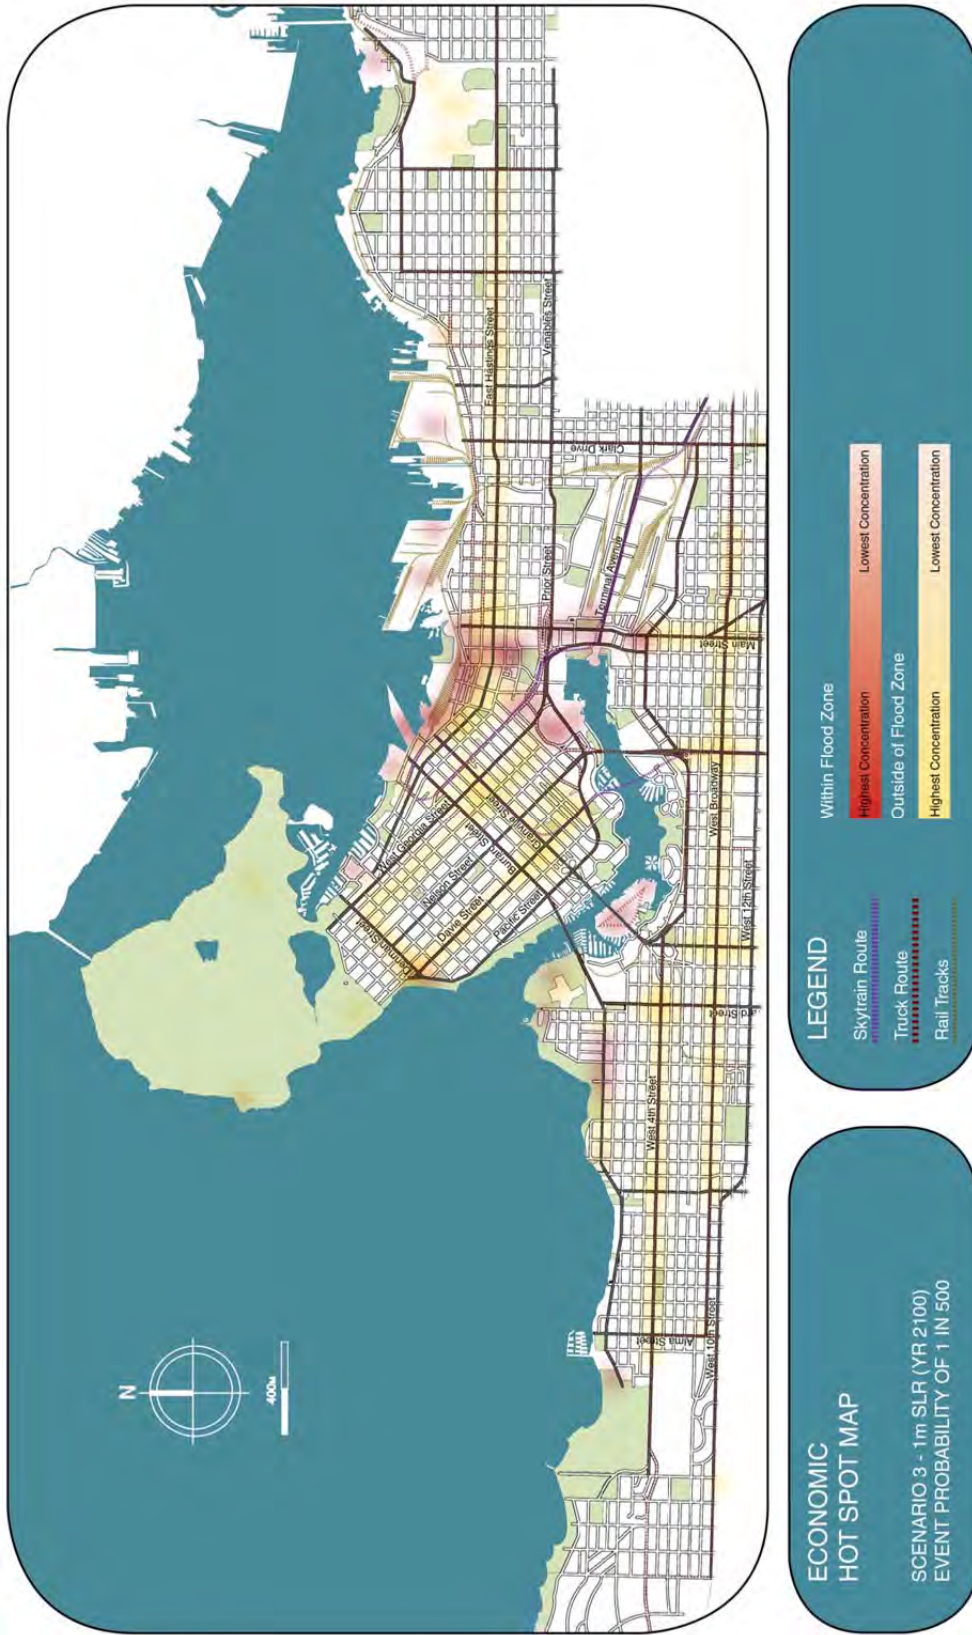 N
400M
East Hastings Street
Venables Street
Clark Drive
Prior Street
Terminal Avenue
Main Street
West Georgia Street
Granville Street
Burrard Street
Nelson Street
Davie Street
Pacific Street
West Broadway
West 12th Street
ard Street
West 4th Street
Alma Street
West 10th Street
ECONOMIC
HOT SPOT MAP
SCENARIO 3 - 1m SLR (YR 2100)
EVENT PROBABILITY OF 1 IN 500
LEGEND
Skytrain Route
Truck Route
Rail Tracks
Within Flood Zone
Highest Concentration Lowest Concentration
Outside of Flood Zone
Highest Concentration Lowest Concentration